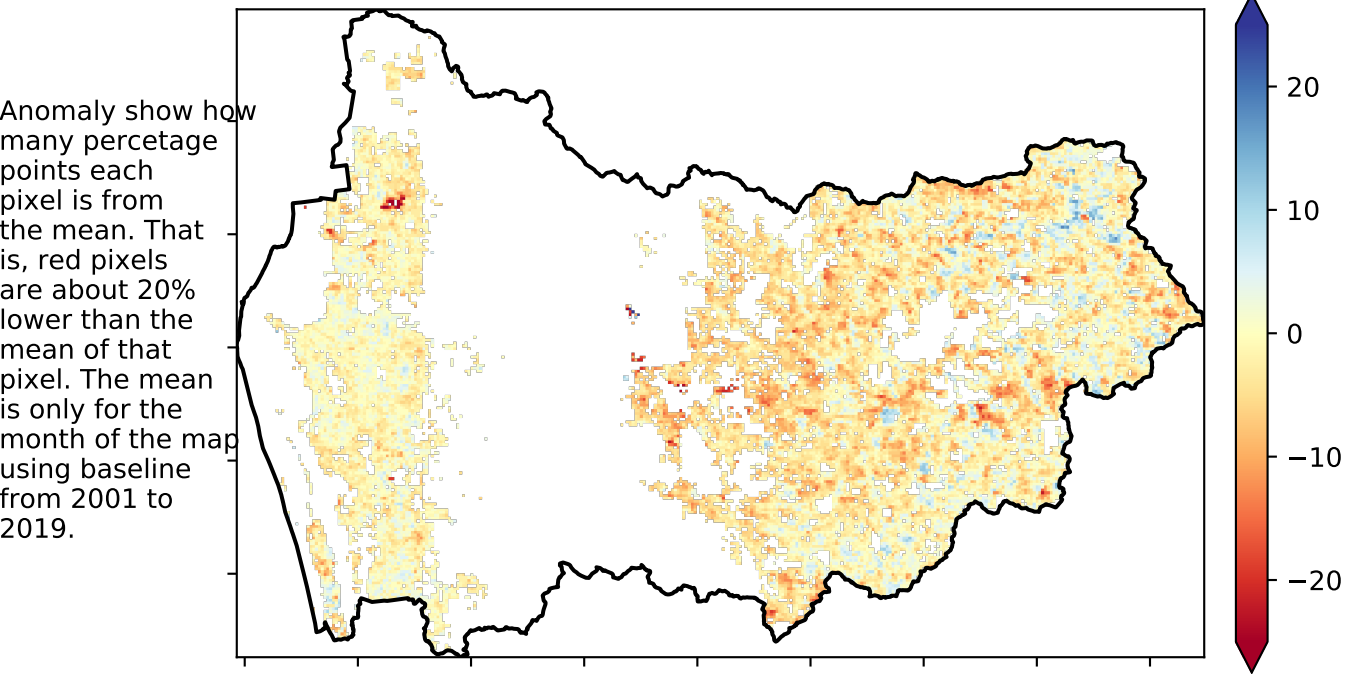 Anomaly show how
many percetage
points each
pixel is from
the mean. That
is, red pixels
are about 20%
lower than the
mean of that
pixel. The mean
is only for the
month of the map
using baseline
from 2001 to
2019.
20
10
0
−10
−20